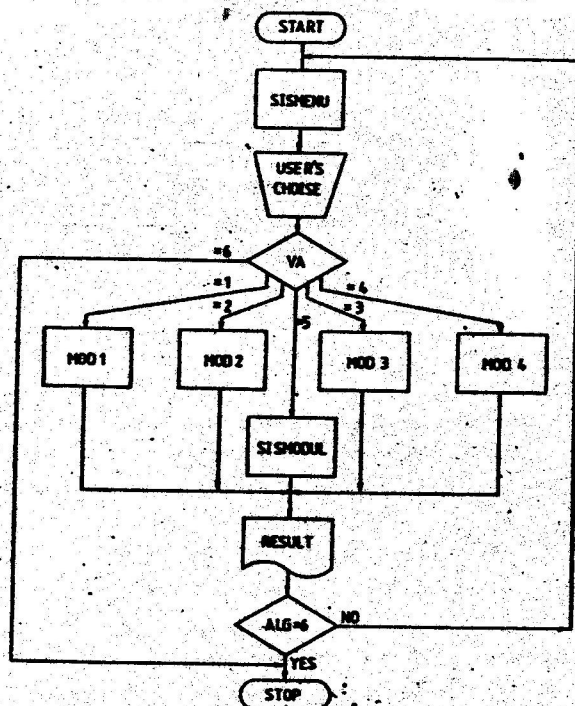 START
SISMENU
USER'S
CHOISE
VA
=6
=1
=2
=5
=3
=4
MOD 1
MOD 2
MOD 3
MOD 4
SISMODUL
RESULT
ALG=6
NO
YES
STOP